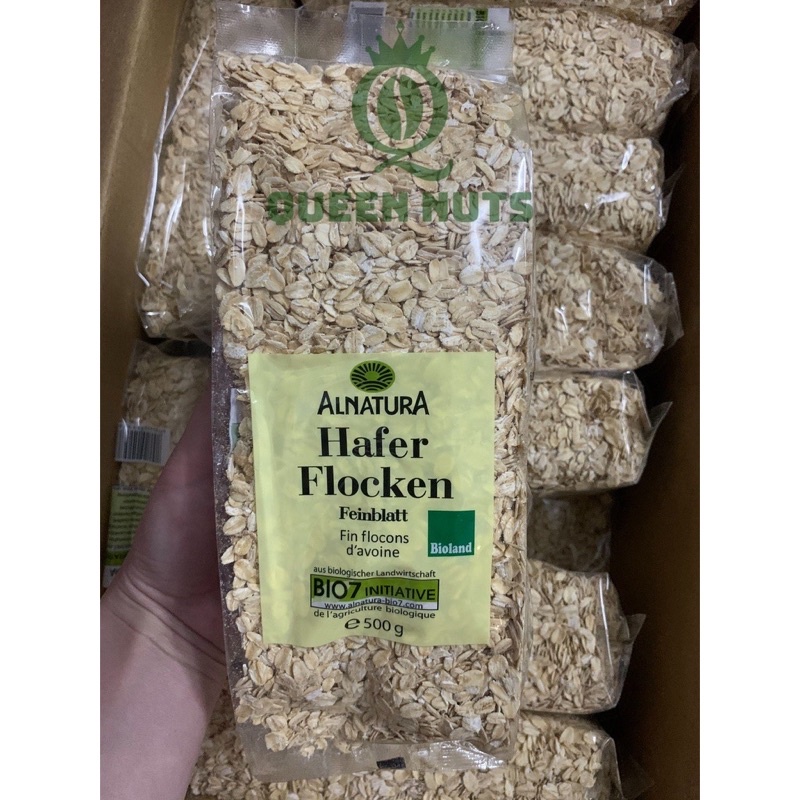 QUEEN NUTS
ALNATURA
Hafer
Flocken
Feinblatt
Fin flocons
d'avoine
Bioland
aus biologischer Landwirtschaft
BIO7 INITIATIVE
www.alnatura-bio7.com
de l'agriculture biologique
e 500 g